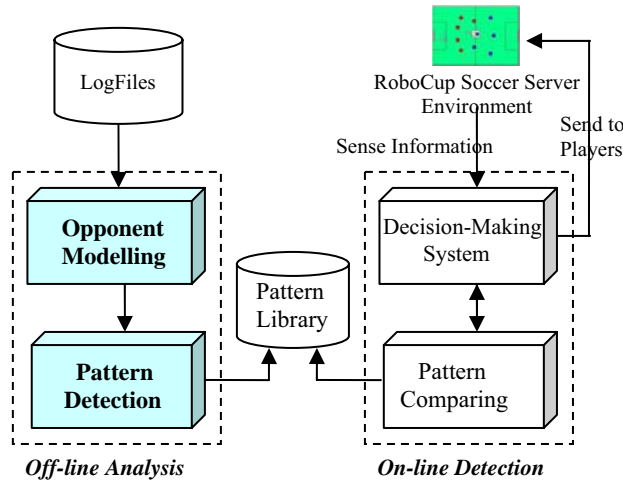 LogFiles
RoboCup Soccer Server
Environment
Sense Information
Send to
Players
Opponent
Modelling
Decision-Making
System
Pattern
Library
Pattern
Detection
Pattern
Comparing
Off-line Analysis
On-line Detection